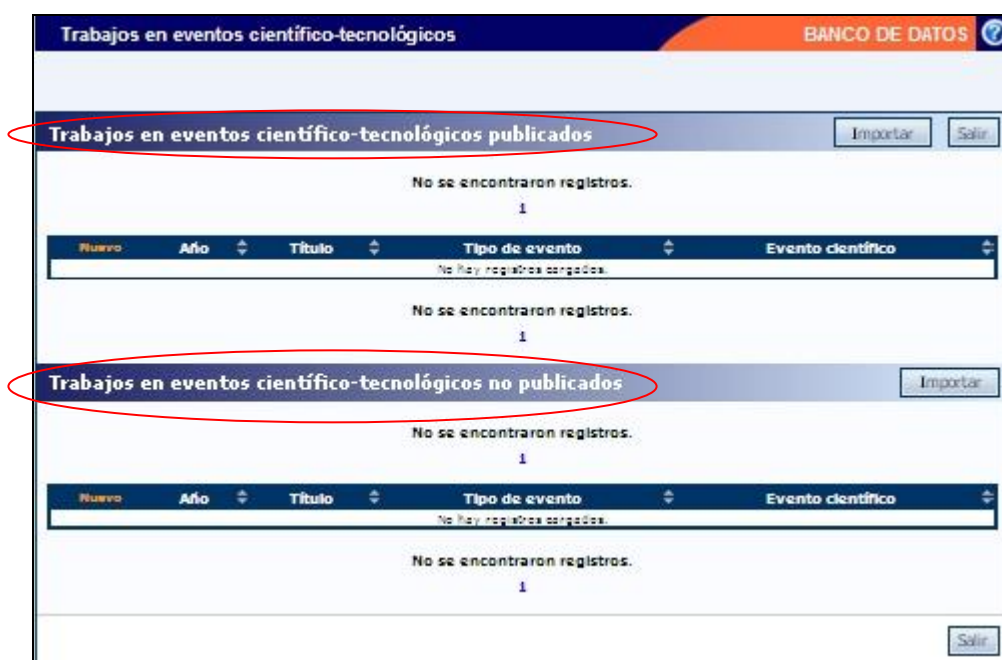 Trabajos en eventos científico-tecnológicos BANCO DE DATOS ?
Trabajos en eventos científico-tecnológicos publicados Importar Salir
No se encontraron registros.
1
Nuevo Año Título Tipo de evento Evento científico
No hay registros cargados.
No se encontraron registros.
1
Trabajos en eventos científico-tecnológicos no publicados Importar
No se encontraron registros.
1
Nuevo Año Título Tipo de evento Evento científico
No hay registros cargados.
No se encontraron registros.
1
Salir